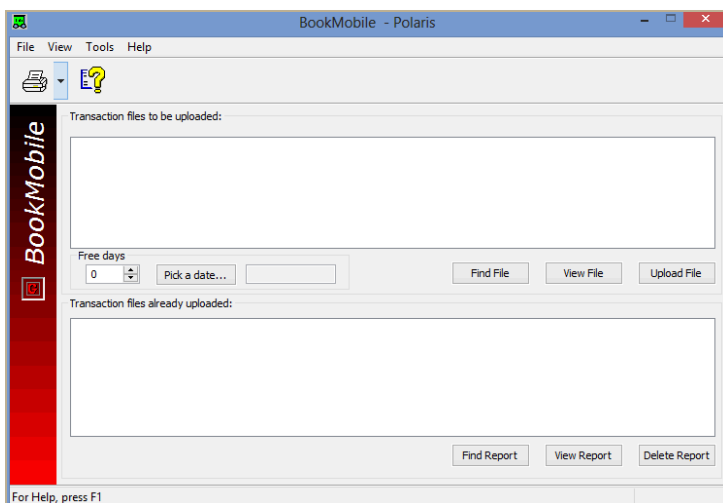 BookMobile - Polaris
File View Tools Help
BookMobile
Transaction files to be uploaded:
Free days
0 Pick a date... Find File View File Upload File
Transaction files already uploaded:
Find Report View Report Delete Report
For Help, press F1